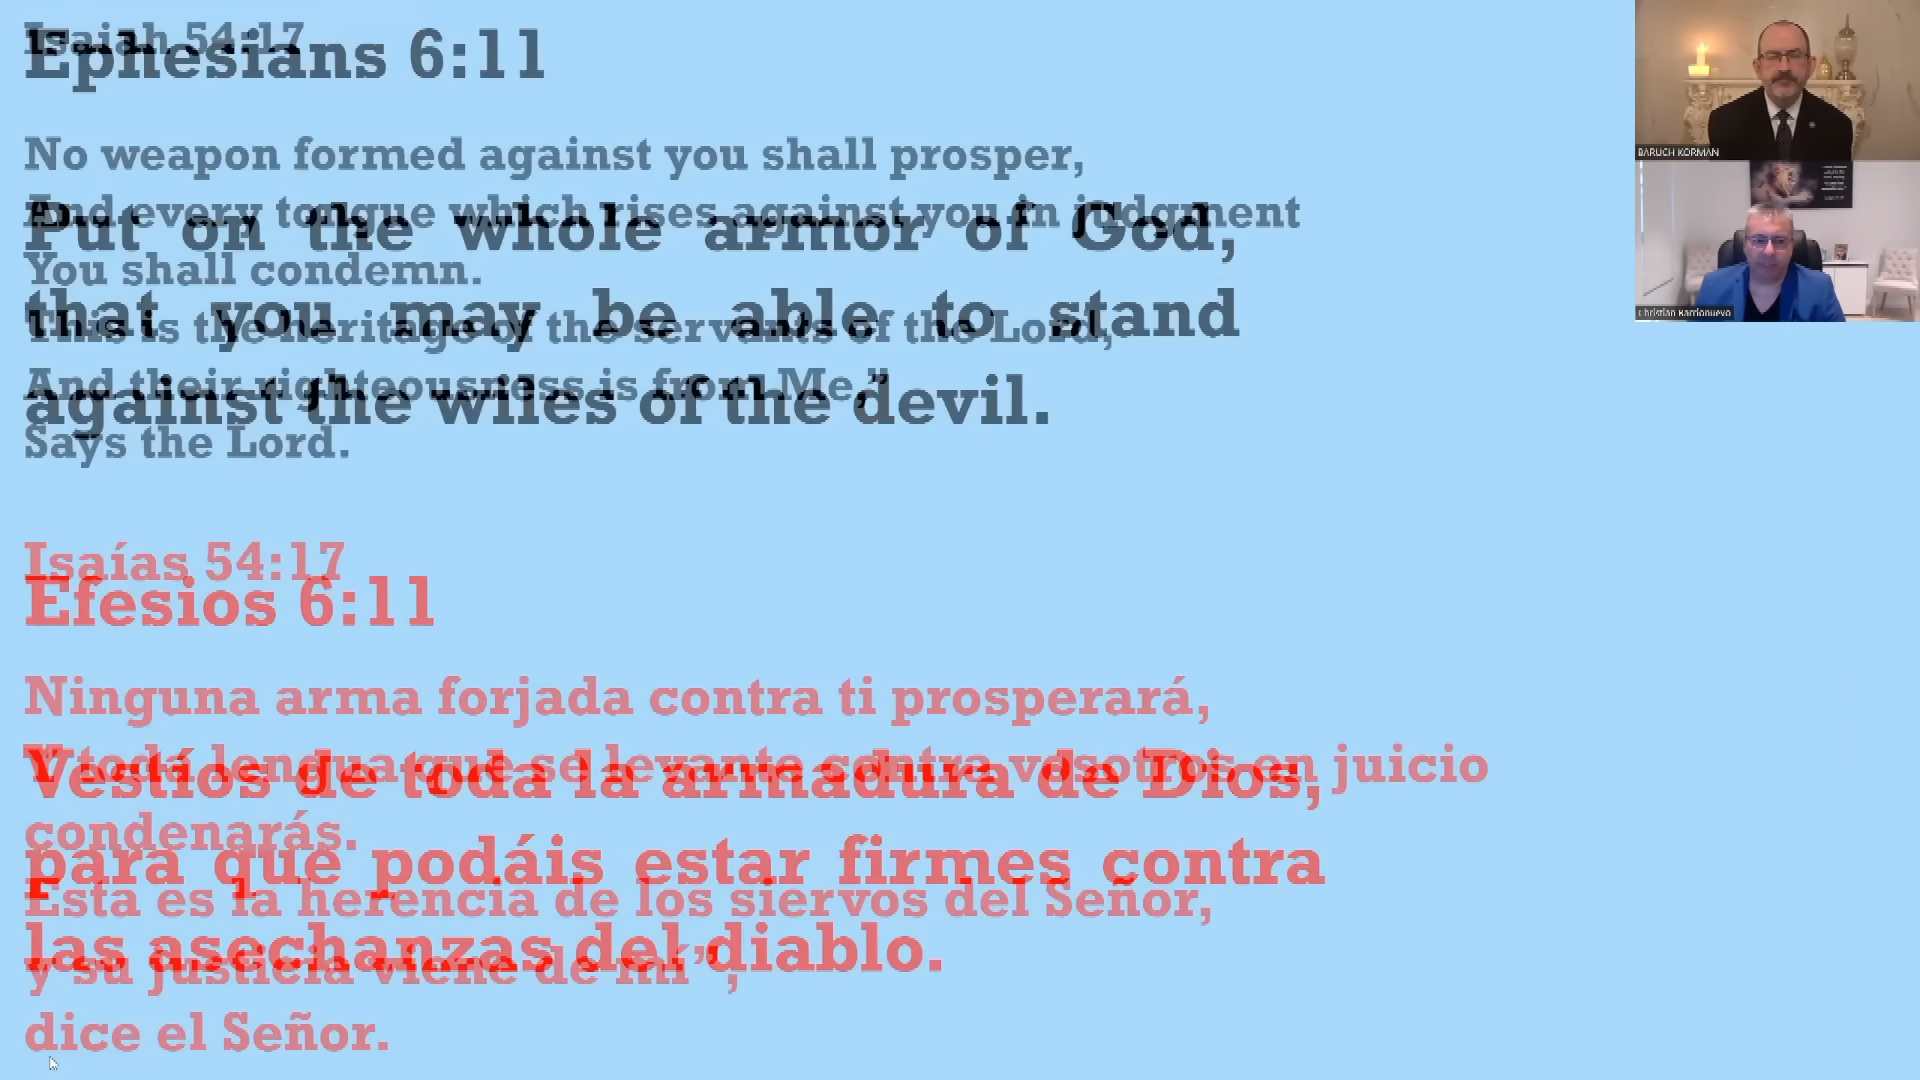 Isaiah 54:17
Ephesians 6:11
No weapon formed against you shall prosper,
And every tongue which rises against you in judgment
Put on the whole armor of God,
You shall condemn.
that you may be able to stand
This is the heritage of the servants of the Lord,
And their righteousness is from Me,”
against the wiles of the devil.
Says the Lord.
Isaías 54:17
Efesios 6:11
Ninguna arma forjada contra ti prosperará,
Y toda lengua que se levante contra vosotros en juicio
Vestíos de toda la armadura de Dios,
condenarás.
para que podáis estar firmes contra
Esta es la herencia de los siervos del Señor,
las asechanzas del diablo.
y su justicia viene de mí”,
dice el Señor.
BARUCH KORMAN
Christian Barrionuevo